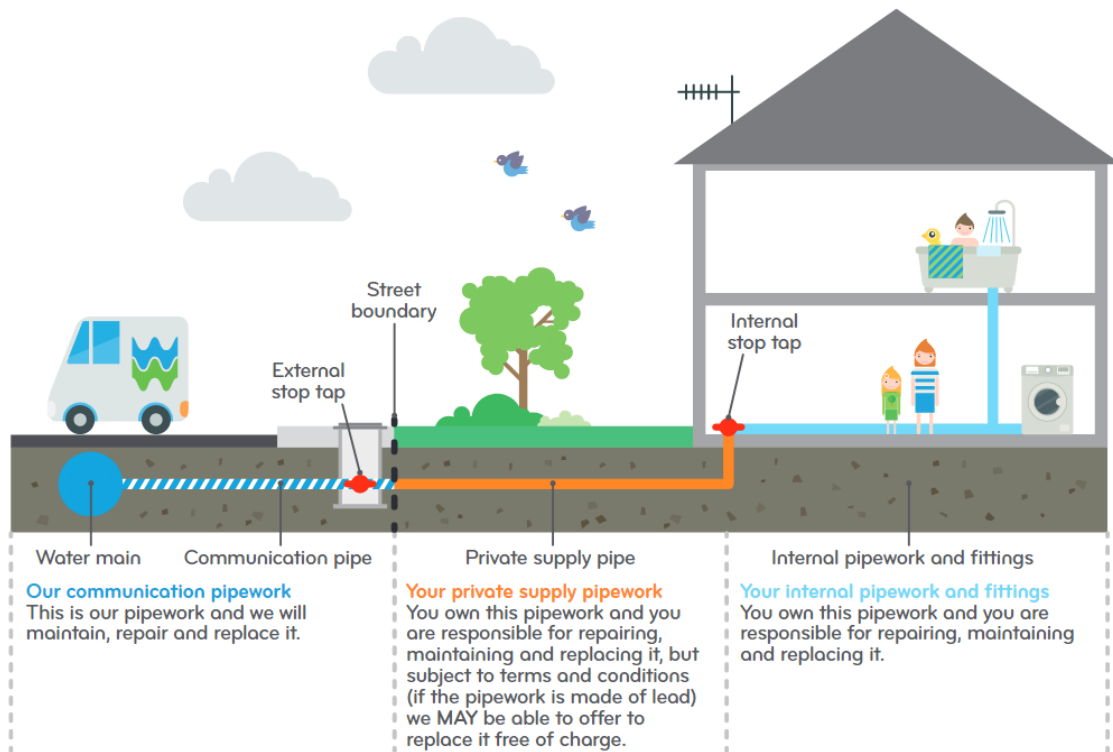 Street
boundary
External
stop tap
Internal
stop tap
Water main
Communication pipe
Private supply pipe
Internal pipework and fittings
Our communication pipework
This is our pipework and we will
maintain, repair and replace it.
Your private supply pipework
You own this pipework and you
are responsible for repairing,
maintaining and replacing it, but
subject to terms and conditions
(if the pipework is made of lead)
we MAY be able to offer to
replace it free of charge.
Your internal pipework and fittings
You own this pipework and you are
responsible for repairing, maintaining
and replacing it.